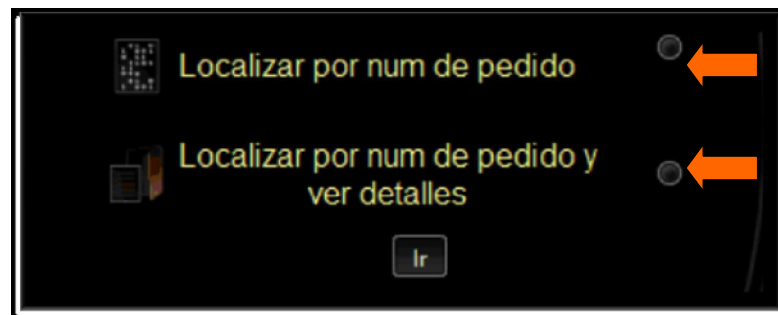 Localizar por num de pedido
Localizar por num de pedido y
ver detalles
Ir